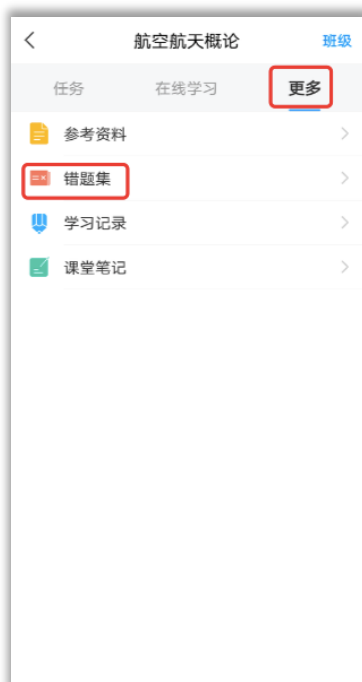 航空航天概论 班级
任务 在线学习 更多
参考资料
错题集
学习记录
课堂笔记